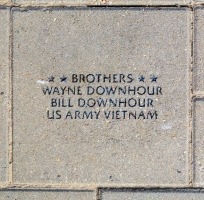 ★ ★ BROTHERS ★ ★
WAYNE DOWNHOUR
BILL DOWNHOUR
US ARMY VIETNAM